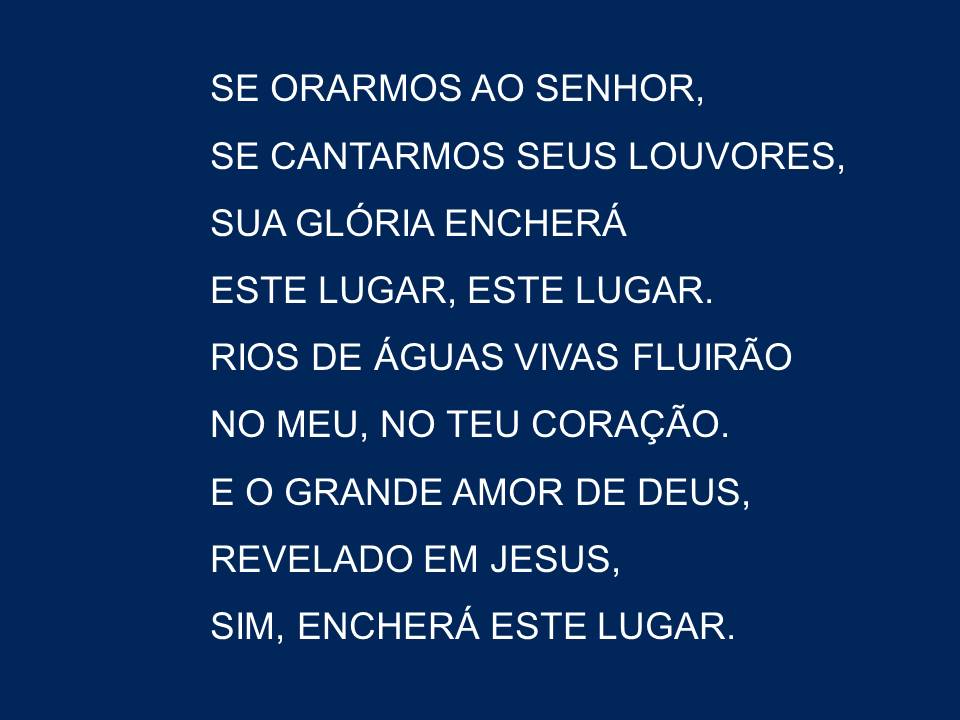 SE ORARMOS AO SENHOR,
SE CANTARMOS SEUS LOUVORES,
SUA GLÓRIA ENCHERÁ
ESTE LUGAR, ESTE LUGAR.
RIOS DE ÁGUAS VIVAS FLUIRÃO
NO MEU, NO TEU CORAÇÃO.
E O GRANDE AMOR DE DEUS,
REVELADO EM JESUS,
SIM, ENCHERÁ ESTE LUGAR.